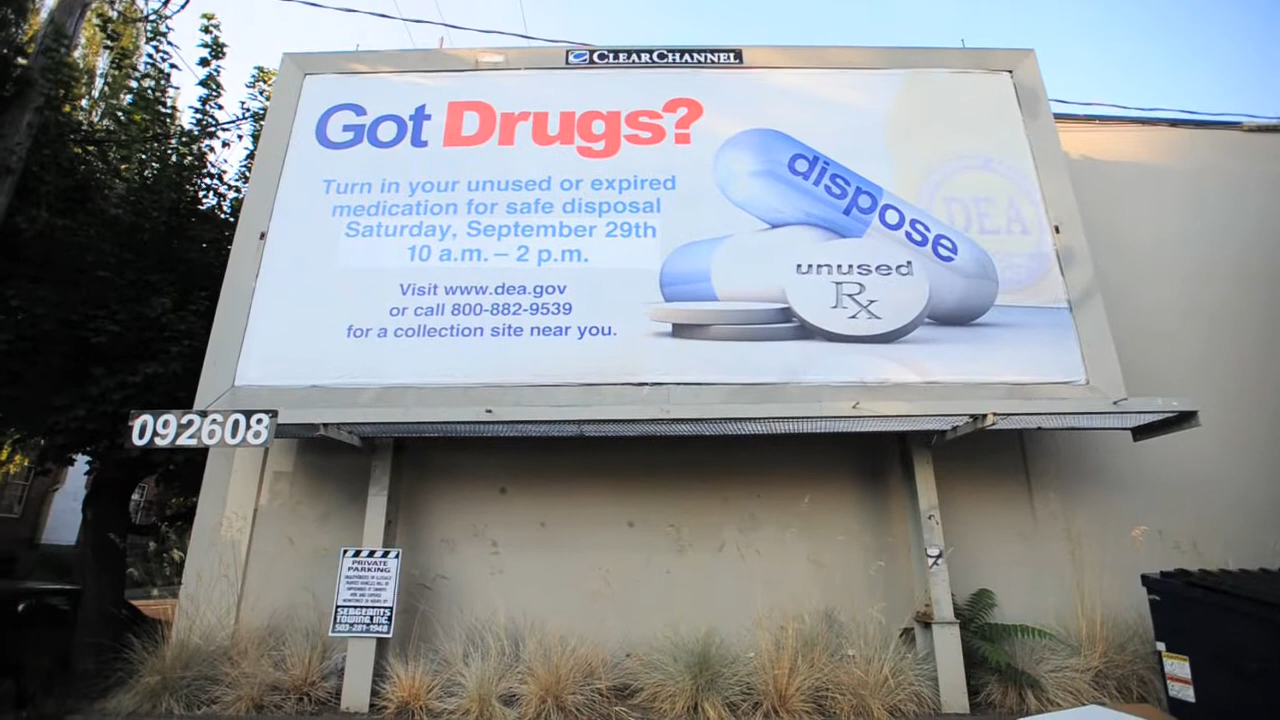 CLEARCHANNEL
Got Drugs?
Turn in your unused or expired
medication for safe disposal
Saturday, September 29th
10 a.m. – 2 p.m.
Visit www.dea.gov
or call 800-882-9539
for a collection site near you.
dispose
unused
Rx
DEA
092608
PRIVATE
PARKING
SERGEANTS
TOWING, INC.
503-281-1948